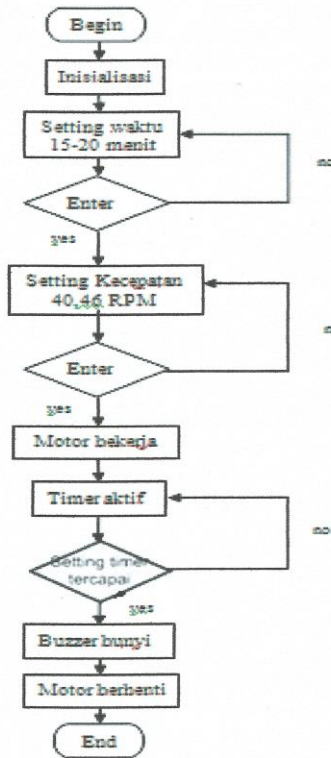 Begin
Inisialisasi
Setting waktu
15-20 menit
no
Enter
yes
Setting Kecepatan
40,46 RPM
n
Enter
yes
Motor bekerja
Timer aktif
no
Setting timer
tercapai
yes
Buzzer bunyi
Motor berhenti
End